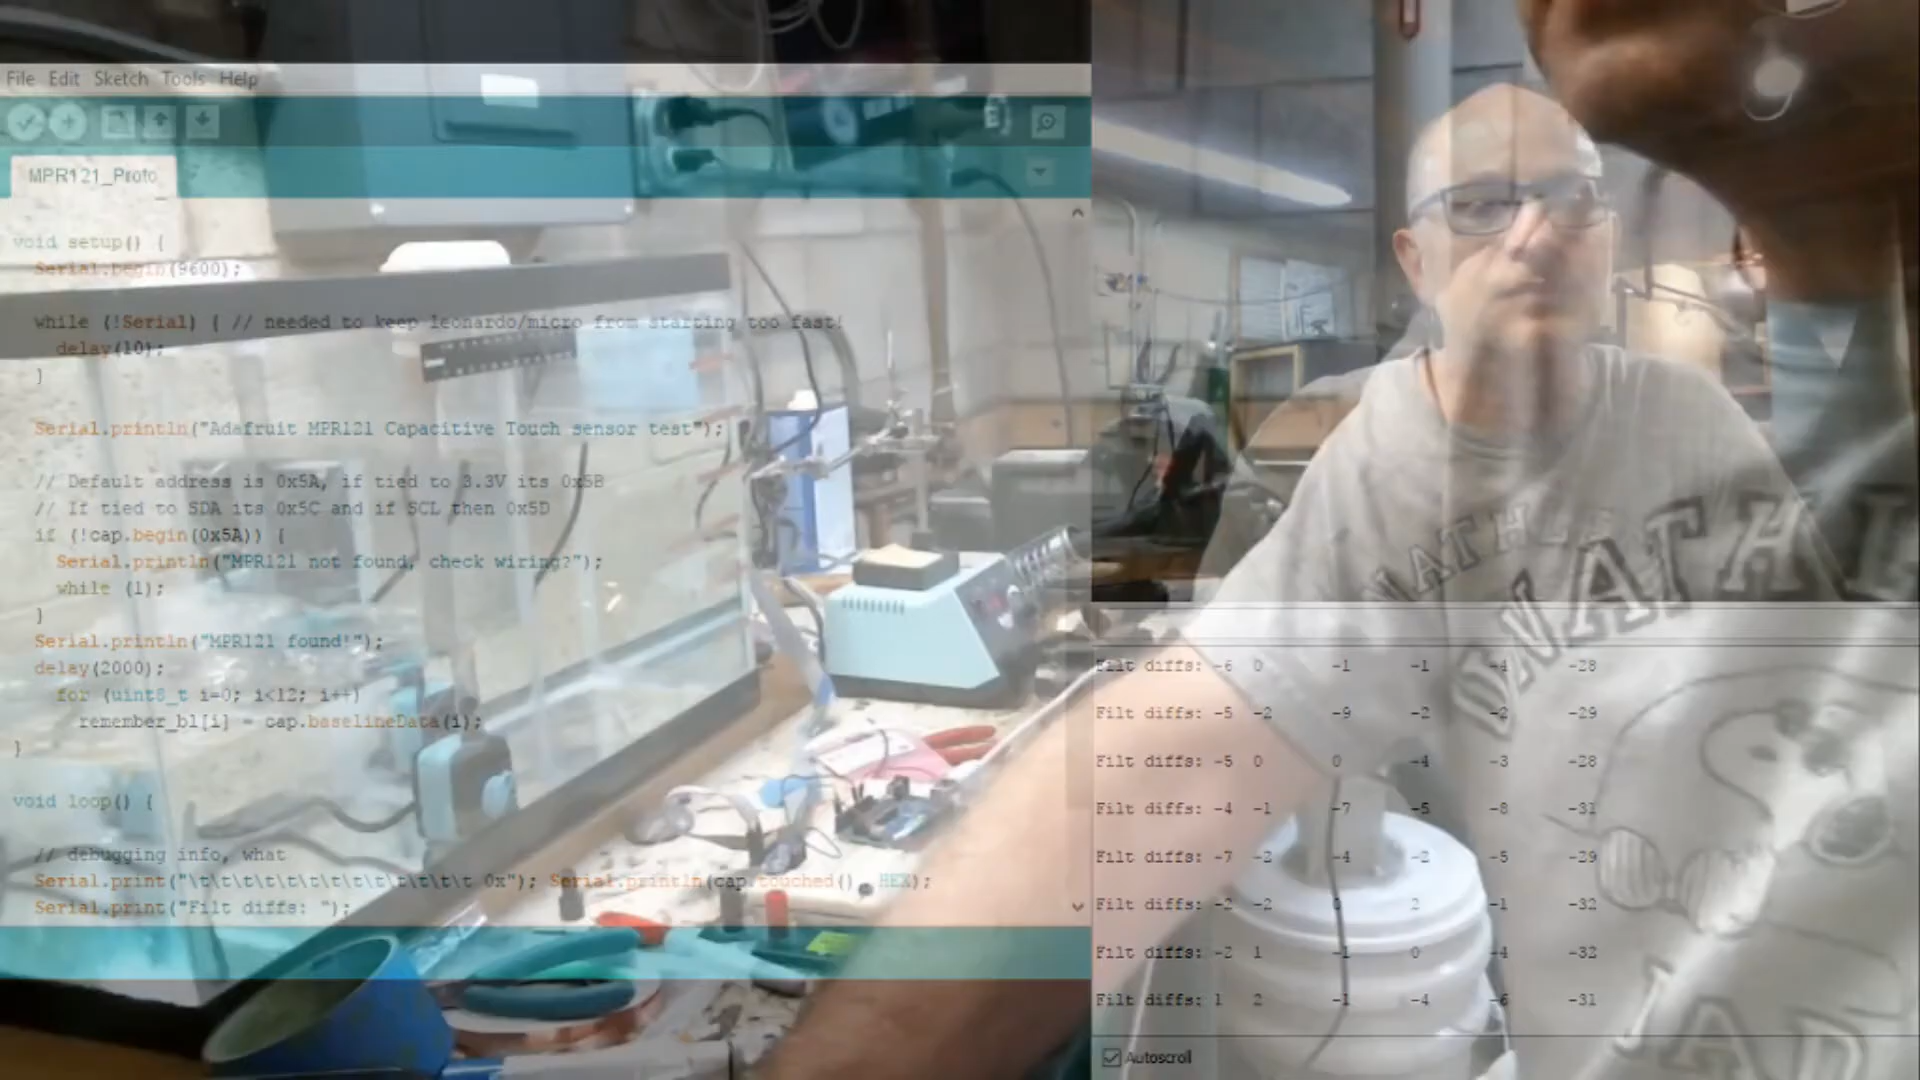 File Edit Sketch Tools Help
MPR121_Proto
void setup() {
Serial.begin(9600);
while (!Serial) { // needed to keep leonardo/micro from starting too fast!
delay(10);
}
Serial.println("Adafruit MPR121 Capacitive Touch sensor test");
// Default address is 0x5A, if tied to 3.3V its 0x5B
// If tied to SDA its 0x5C and if SCL then 0x5D
if (!cap.begin(0x5A)) {
Serial.println("MPR121 not found, check wiring?");
while (1);
}
Serial.println("MPR121 found!");
delay(2000);
for (uint8_t i=0; i<12; i++)
remember_bl[i] = cap.baselineData(i);
}
void loop() {
// debugging info, what
Serial.print("\t\t\t\t\t\t\t\t\t\t\t\t\t 0x"); Serial.println(cap.touched(), HEX);
Serial.print("Filt diffs: ");
Filt diffs: -6 0 -1 -1 -4 -28
Filt diffs: -5 -2 -9 -2 -2 -29
Filt diffs: -5 0 0 -4 -3 -28
Filt diffs: -4 -1 -7 -5 -8 -31
Filt diffs: -7 -2 -4 -2 -5 -29
Filt diffs: -2 -2 0 2 -1 -32
Filt diffs: -2 1 -1 0 -4 -32
Filt diffs: 1 2 -1 -4 -6 -31
Autoscroll